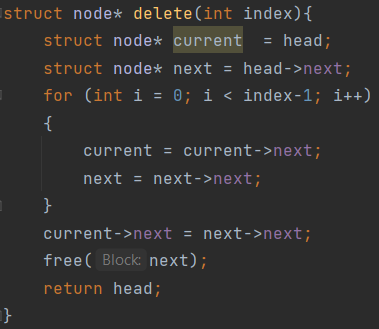 struct node* delete(int index){
    struct node* current  = head;
    struct node* next = head->next;
    for (int i = 0; i < index-1; i++)
    {
        current = current->next;
        next = next->next;
    }
    current->next = next->next;
    free( Block: next);
    return head;
}